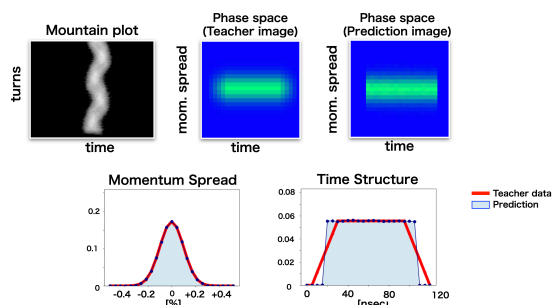 Mountain plot
turns
time
Phase space
(Teacher image)
mom. spread
time
Phase space
(Prediction image)
mom. spread
time
Momentum Spread
0.2
0.1
0
-0.4 -0.2 0 +0.2 +0.4
[%]
Time Structure
0.08
0.06
0.04
0.02
0
0 40 80 120
[nsec]
Teacher data
Prediction